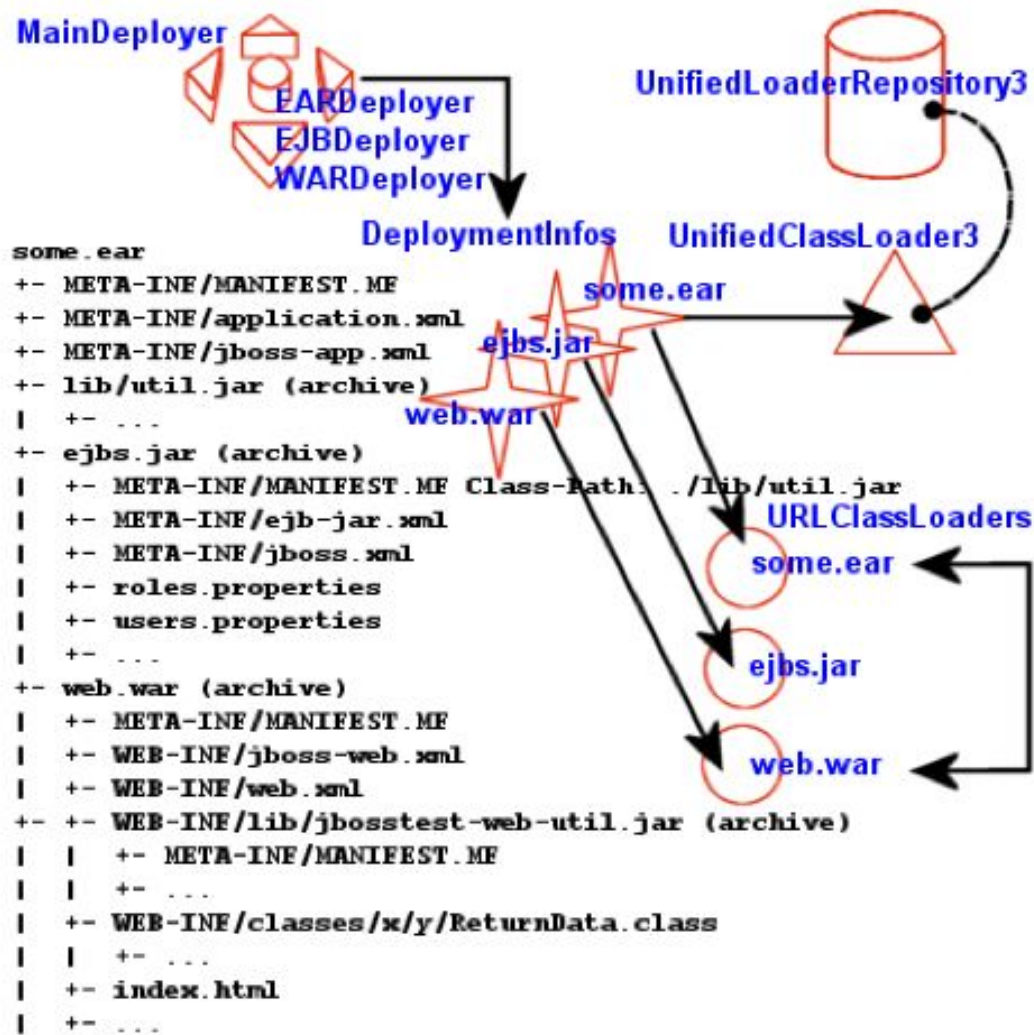 MainDeployer
EARDeployer
EJBDeployer
WARDeployer
UnifiedLoaderRepository3
DeploymentInfos
UnifiedClassLoader3
some.ear
ejbs.jar
web.war
some.ear
+- META-INF/MANIFEST.MF
+- META-INF/application.xml
+- META-INF/jboss-app.xml
+- lib/util.jar (archive)
|  +- ...
+- ejbs.jar (archive)
|  +- META-INF/MANIFEST.MF Class-Path: ./lib/util.jar
|  +- META-INF/ejb-jar.xml
|  +- META-INF/jboss.xml
|  +- roles.properties
|  +- users.properties
|  +- ...
+- web.war (archive)
|  +- META-INF/MANIFEST.MF
|  +- WEB-INF/jboss-web.xml
|  +- WEB-INF/web.xml
+- +- WEB-INF/lib/jbosstest-web-util.jar (archive)
|  |  +- META-INF/MANIFEST.MF
|  |  +- ...
|  +- WEB-INF/classes/x/y/ReturnData.class
|  |  +- ...
|  +- index.html
|  +- ...
URLClassLoaders
some.ear
ejbs.jar
web.war